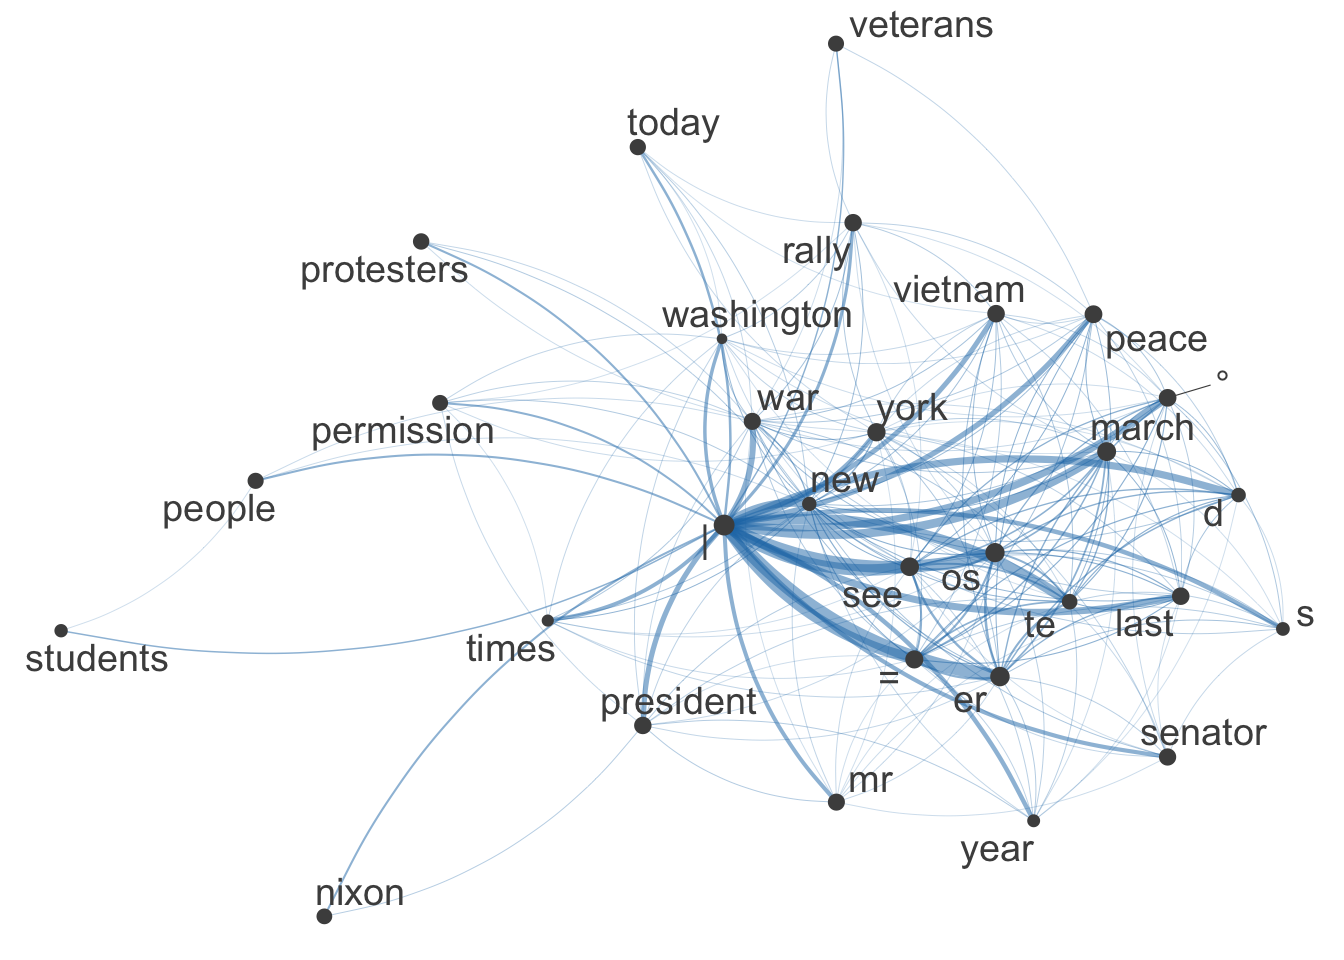 veterans
today
rally
protesters
vietnam
washington
peace
°
war
york
march
permission
new
people
d
|
see
os
te
last
s
students
times
=
er
president
senator
mr
year
nixon